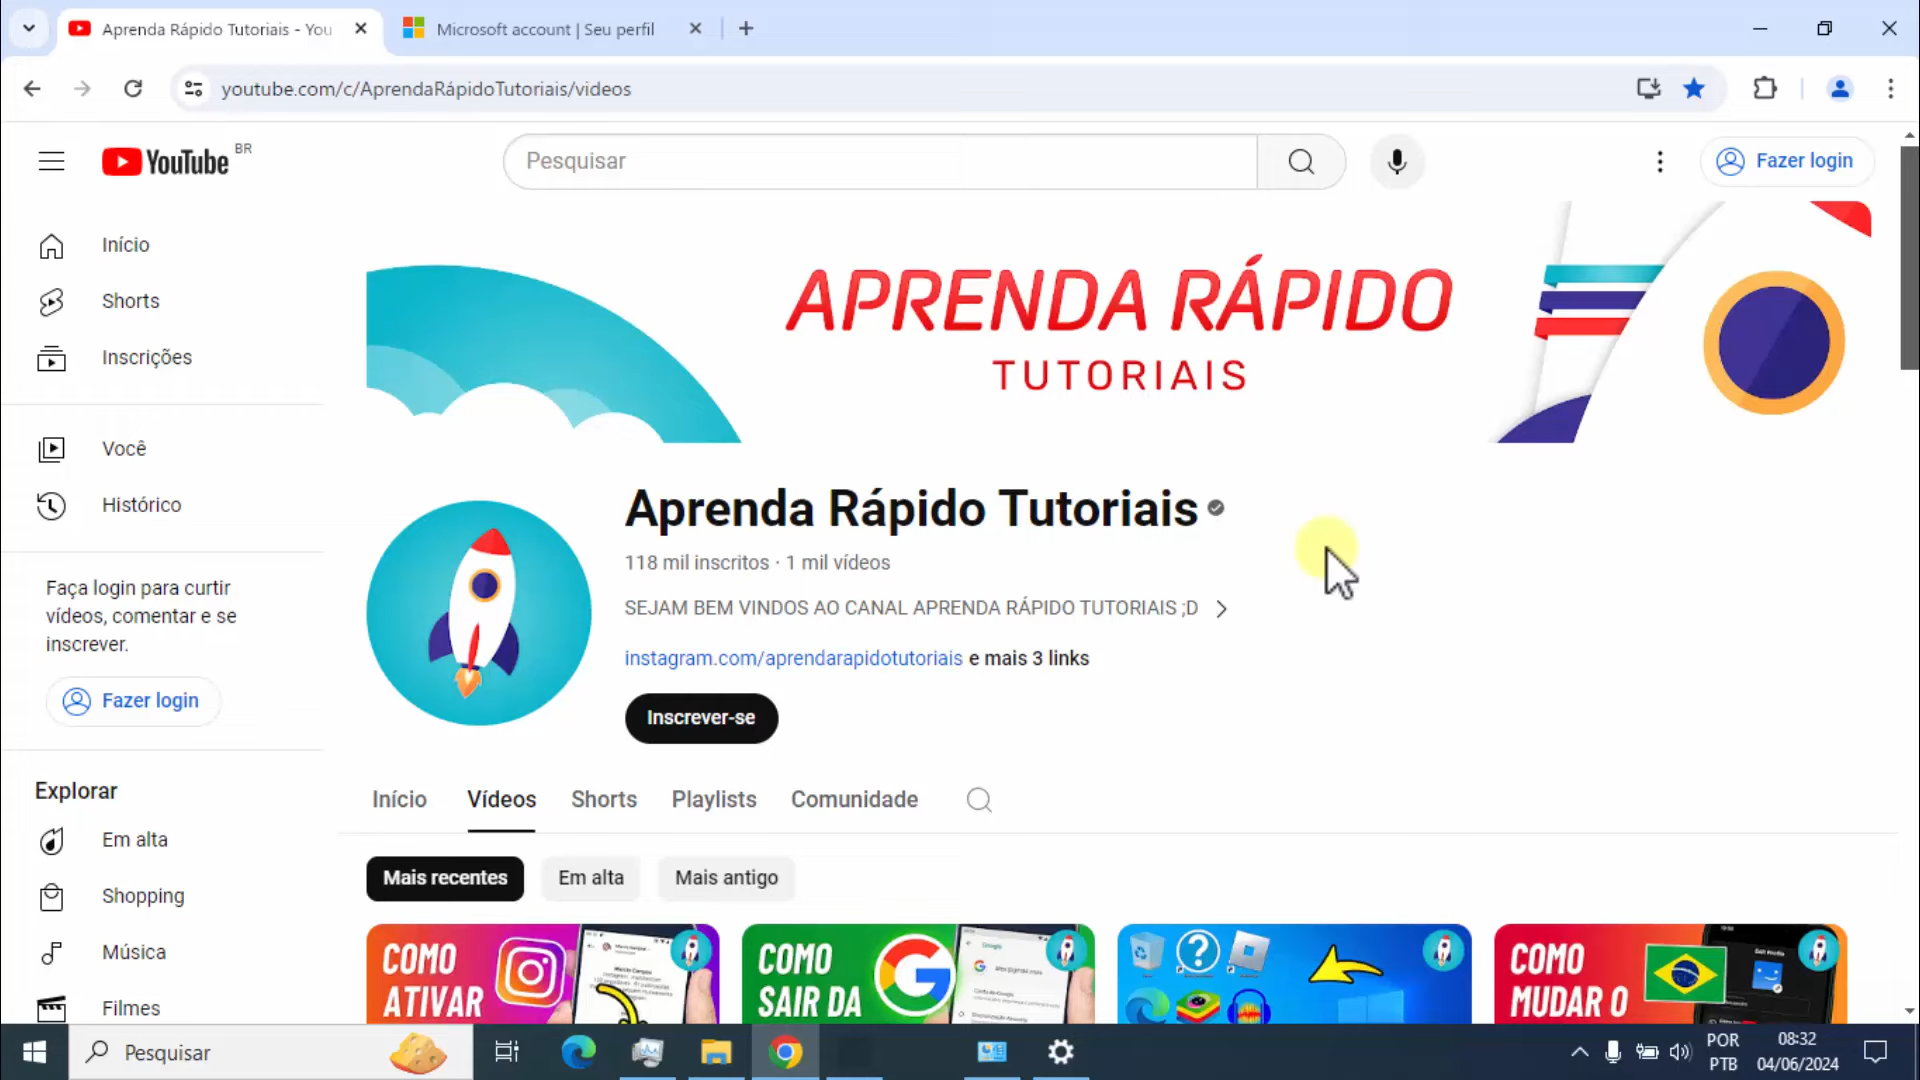 Aprenda Rápido Tutoriais - You
Microsoft account | Seu perfil
youtube.com/c/AprendaRápidoTutoriais/videos
YouTube BR
Pesquisar
Fazer login
Início
Shorts
Inscrições
Você
Histórico
Faça login para curtir
vídeos, comentar e se
inscrever.
Fazer login
Explorar
Em alta
Shopping
Música
Filmes
APRENDA RÁPIDO
TUTORIAIS
Aprenda Rápido Tutoriais
118 mil inscritos · 1 mil vídeos
SEJAM BEM VINDOS AO CANAL APRENDA RÁPIDO TUTORIAIS ;D
instagram.com/aprendarapidotutoriais e mais 3 links
Inscrever-se
Início Vídeos Shorts Playlists Comunidade
Mais recentes Em alta Mais antigo
COMO
ATIVAR
COMO
SAIR DA
COMO
MUDAR O
Pesquisar
POR
PTB
08:32
04/06/2024